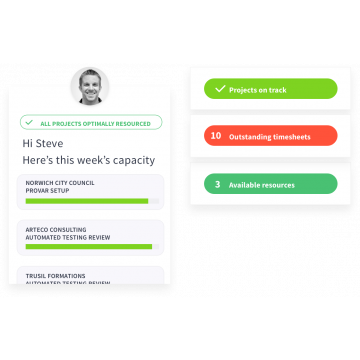 ALL PROJECTS OPTIMALLY RESOURCED
Hi Steve
Here's this week's capacity
NORWICH CITY COUNCIL
PROVAR SETUP
ARTECO CONSULTING
AUTOMATED TESTING REVIEW
TRUSIL FORMATIONS
AUTOMATED TESTING REVIEW
Projects on track
10 Outstanding timesheets
3 Available resources